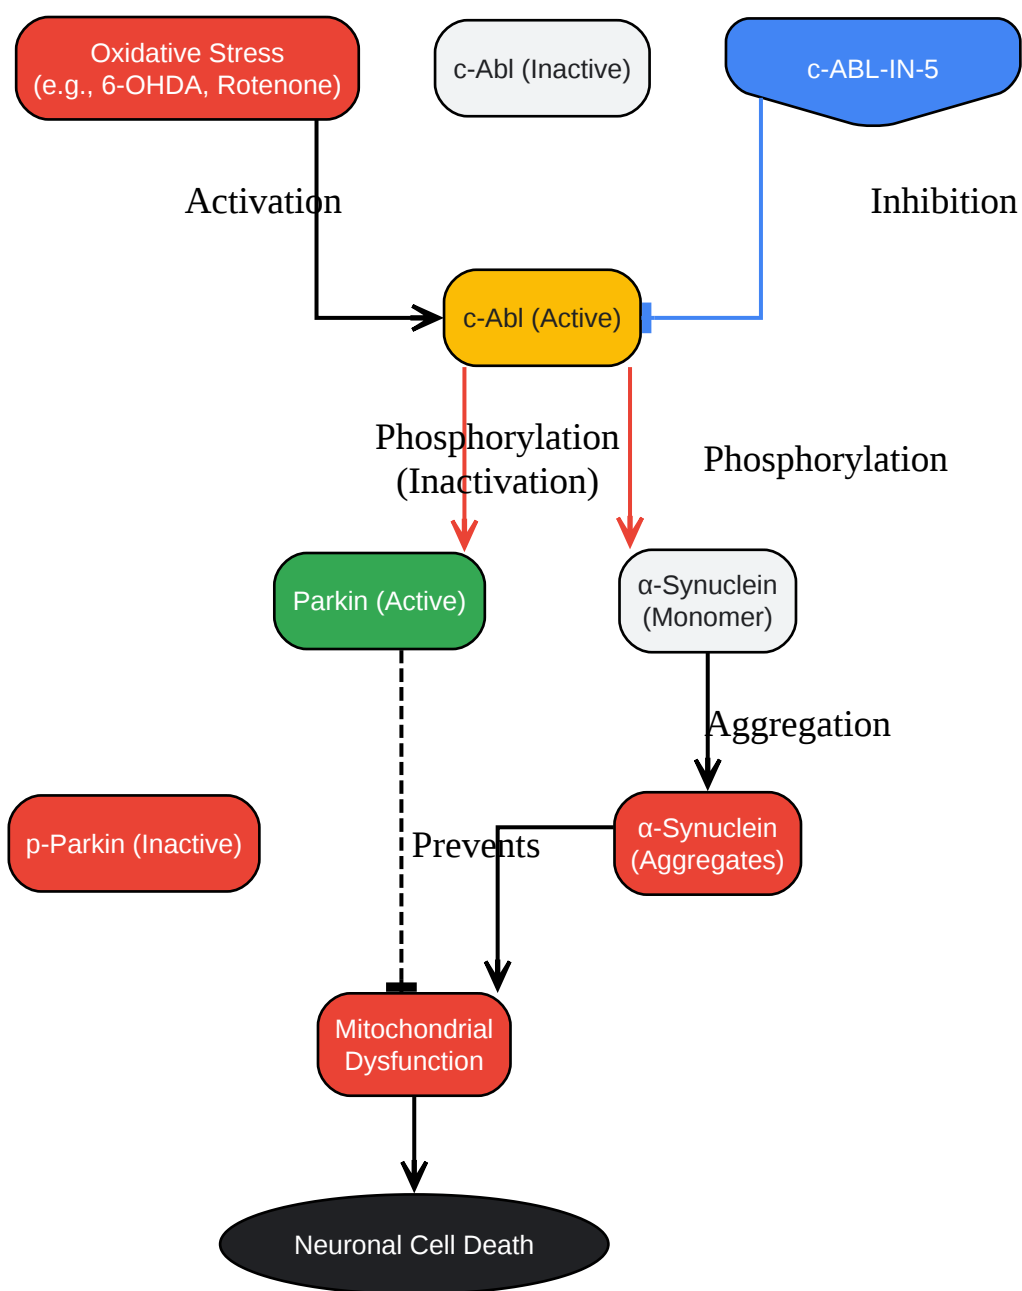 Oxidative Stress
(e.g., 6-OHDA, Rotenone)
c-Abl (Inactive)
c-ABL-IN-5
Activation
Inhibition
c-Abl (Active)
Phosphorylation
(Inactivation)
Phosphorylation
Parkin (Active)
α-Synuclein
(Monomer)
Aggregation
p-Parkin (Inactive)
Prevents
α-Synuclein
(Aggregates)
Mitochondrial
Dysfunction
Neuronal Cell Death